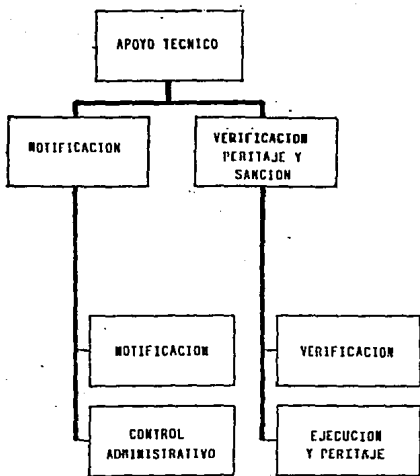 APOYO TECNICO
NOTIFICACION
VERIFICACION
PERITAJE Y
SANCION
NOTIFICACION
VERIFICACION
CONTROL
ADMINISTRATIVO
EJECUCION
Y PERITAJE